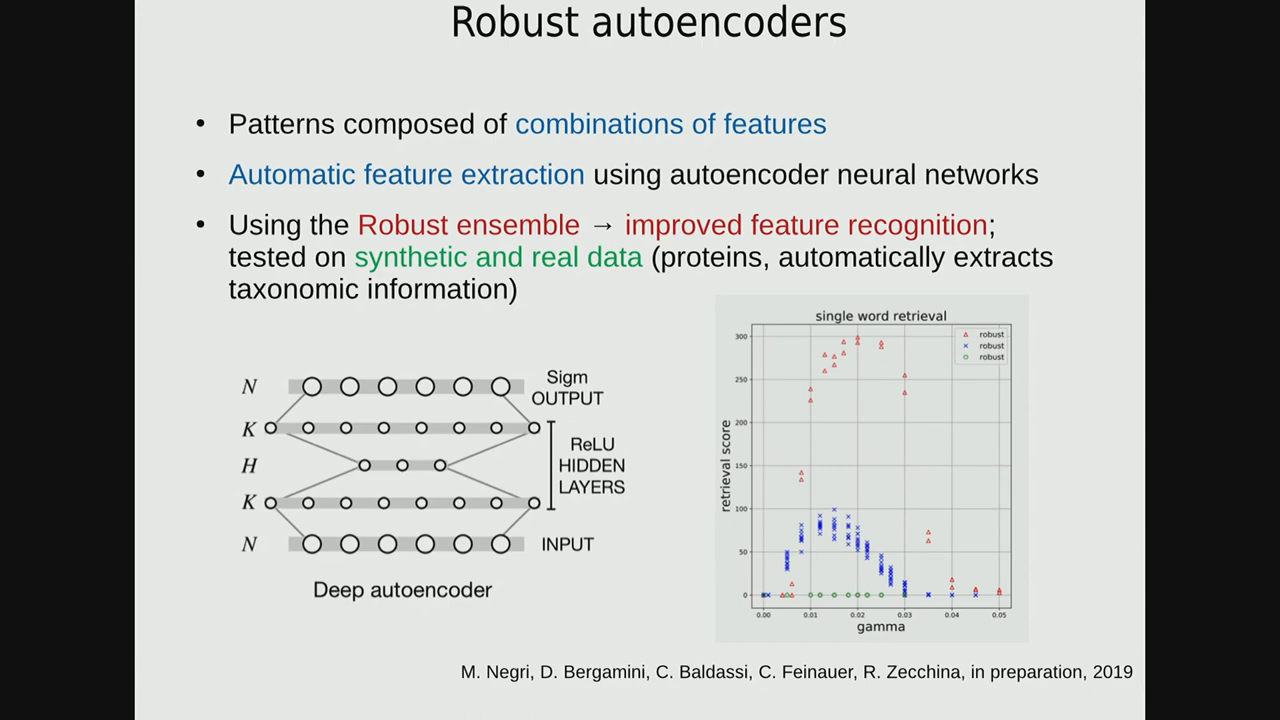 Robust autoencoders
• Patterns composed of combinations of features
• Automatic feature extraction using autoencoder neural networks
• Using the Robust ensemble → improved feature recognition;
tested on synthetic and real data (proteins, automatically extracts
taxonomic information)
N
K
H
K
N
Sigm
OUTPUT
ReLU
HIDDEN
LAYERS
INPUT
Deep autoencoder
single word retrieval
robust
robust
robust
retrieval score
300
250
200
150
100
50
0
0.00 0.01 0.02 0.03 0.04 0.05
gamma
M. Negri, D. Bergamini, C. Baldassi, C. Feinauer, R. Zecchina, in preparation, 2019